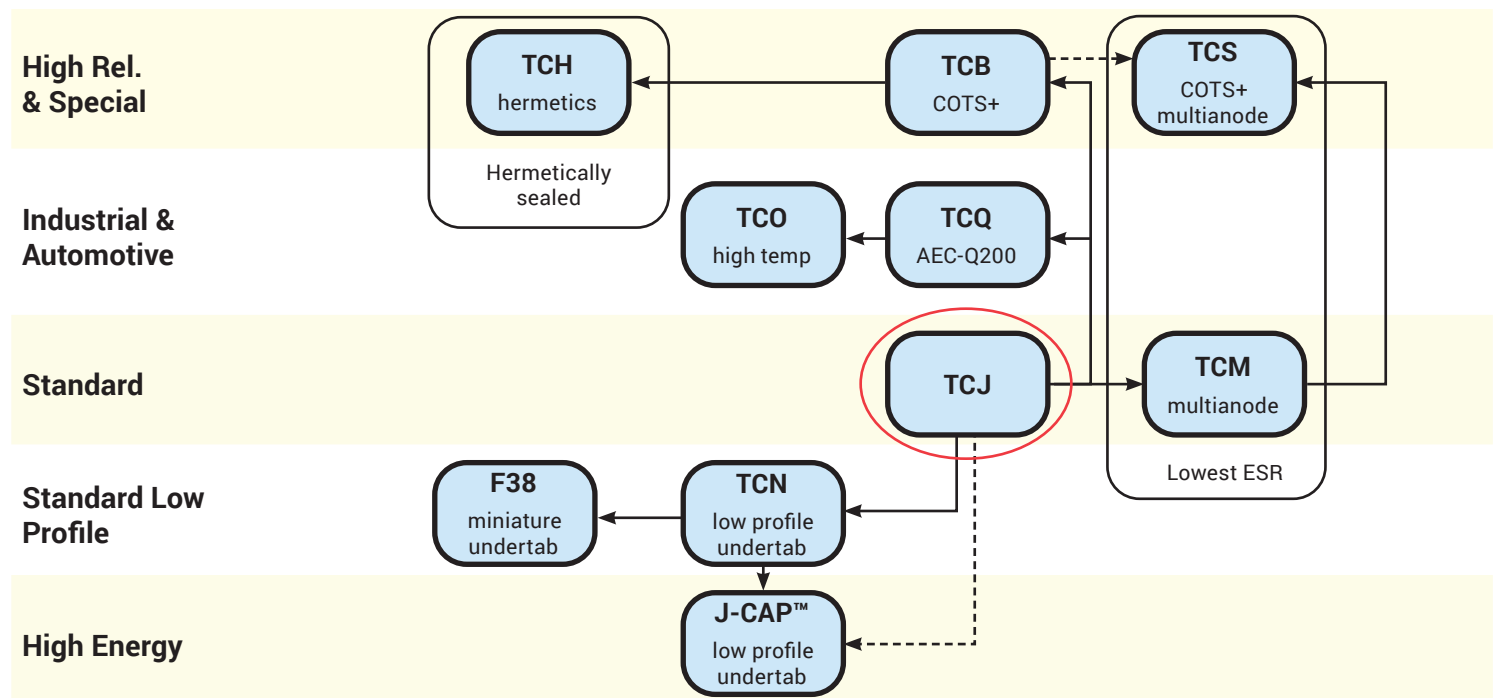 High Rel.
& Special
TCH
hermetics
Hermetically
sealed
TCB
COTS+
TCS
COTS+
multianode
Industrial &
Automotive
TCO
high temp
TCQ
AEC-Q200
Standard
TCJ
TCM
multianode
Lowest ESR
Standard Low
Profile
F38
miniature
undertab
TCN
low profile
undertab
High Energy
J-CAP™
low profile
undertab